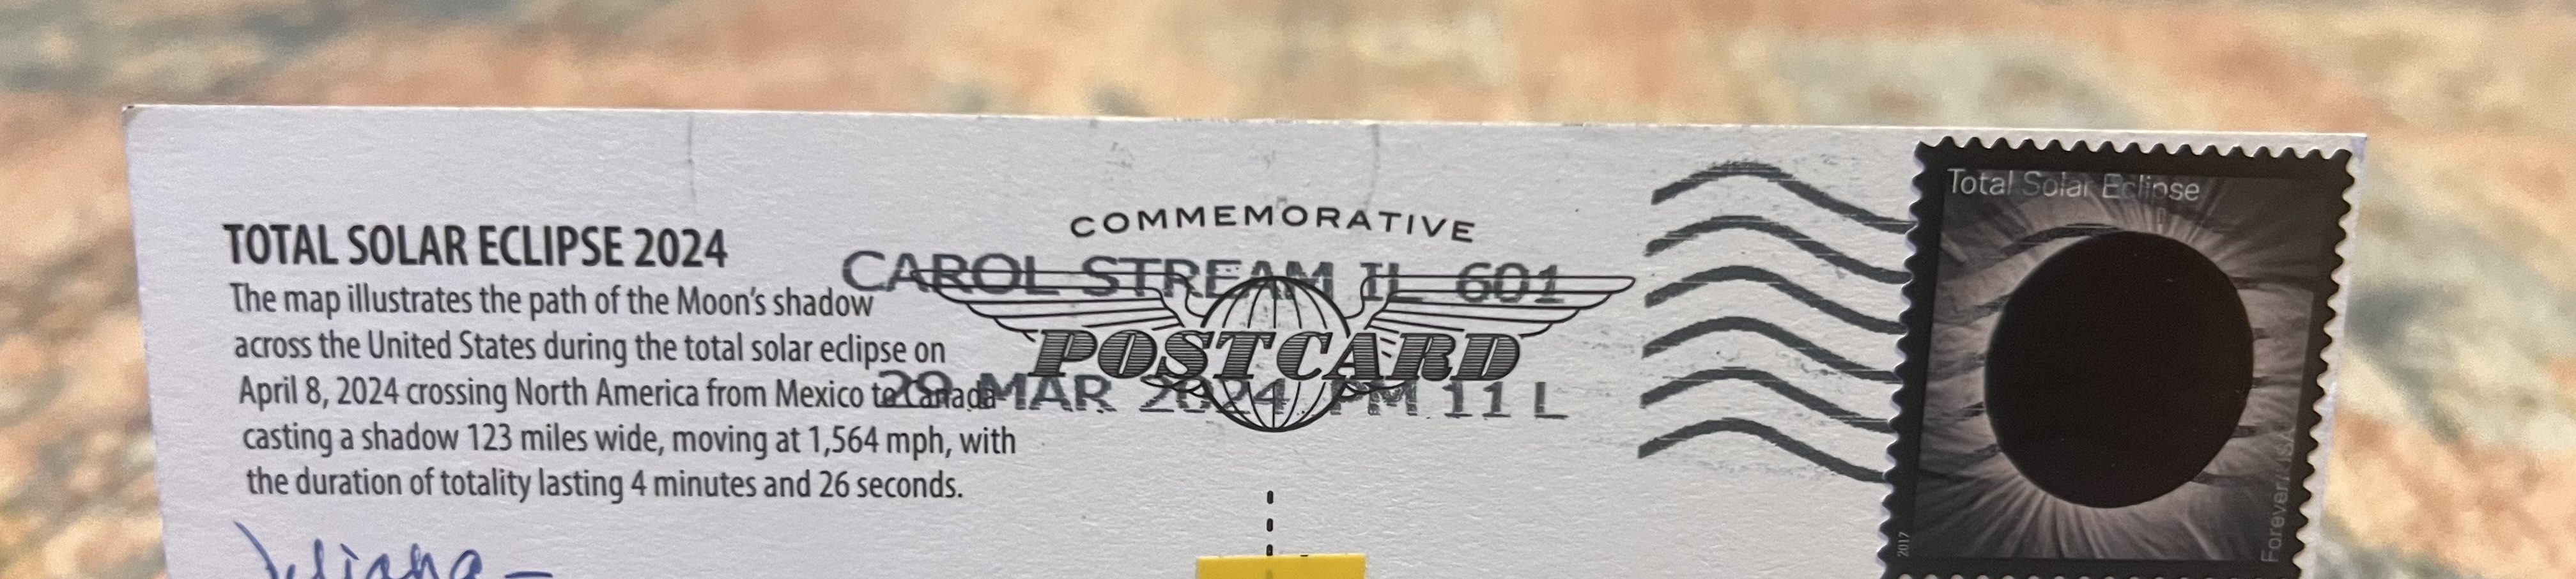 TOTAL SOLAR ECLIPSE 2024
The map illustrates the path of the Moon's shadow
across the United States during the total solar eclipse on
April 8, 2024 crossing North America from Mexico to Canada
casting a shadow 123 miles wide, moving at 1,564 mph, with
the duration of totality lasting 4 minutes and 26 seconds.
Juliana -
COMMEMORATIVE
CAROL STREAM IL 601
POSTCARD
29 MAR 2024 PM 11 L
Total Solar Eclipse
Forever/USA
2017